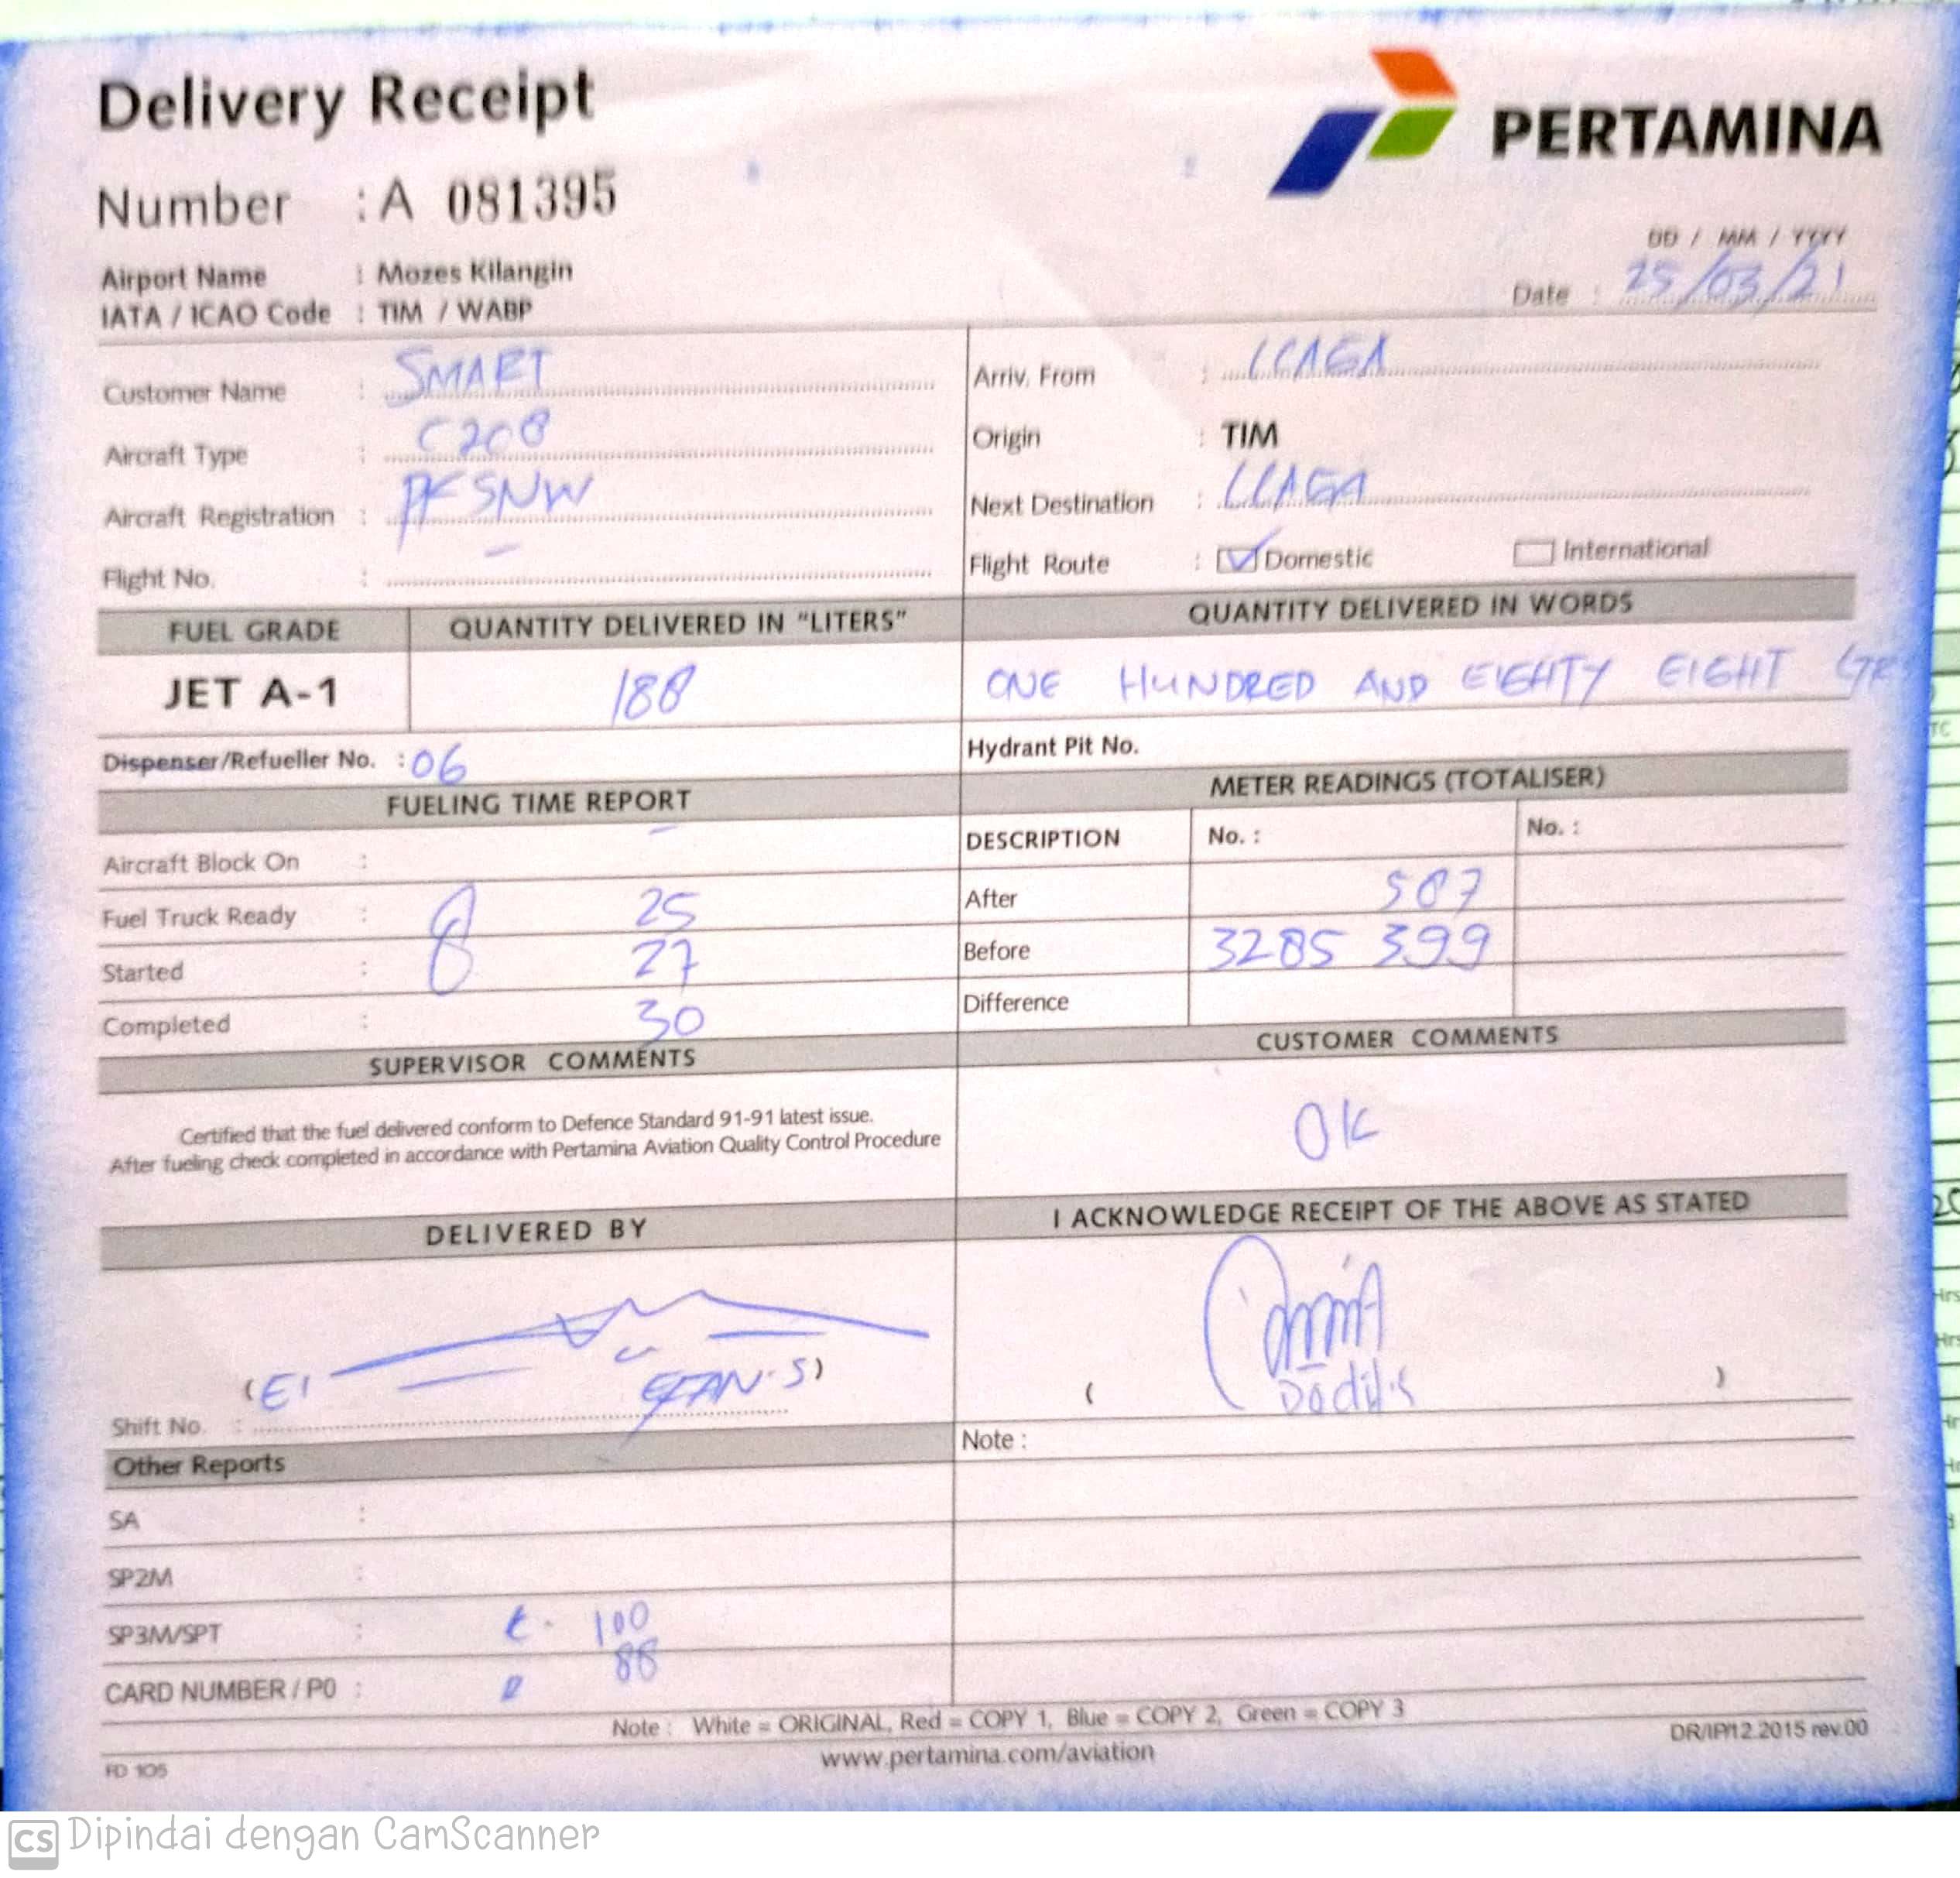 Delivery Receipt
PERTAMINA
Number : A 081395
DD / MM / YYYY
Airport Name : Mozes Kilangin
Date : 25/03/21
IATA / ICAO Code : TIM / WABP
Customer Name : SMART
Arriv. From : ILAGA
Aircraft Type : C208
Origin : TIM
Aircraft Registration : PK SNW
Next Destination : ILAGA
Flight No. : –
Flight Route : Domestic International
FUEL GRADE QUANTITY DELIVERED IN "LITERS" QUANTITY DELIVERED IN WORDS
JET A-1 188 ONE HUNDRED AND EIGHTY EIGHT LTR
Dispenser/Refueller No. : 06
Hydrant Pit No.
FUELING TIME REPORT
METER READINGS (TOTALISER)
DESCRIPTION No. : No. :
Aircraft Block On : –
Fuel Truck Ready : 8 25
After 587
Started : 8 27
Before 3285 399
Completed : 30
Difference
SUPERVISOR COMMENTS
CUSTOMER COMMENTS
Certified that the fuel delivered conform to Defence Standard 91-91 latest issue.
After fueling check completed in accordance with Pertamina Aviation Quality Control Procedure
OK
DELIVERED BY
I ACKNOWLEDGE RECEIPT OF THE ABOVE AS STATED
Shift No. :
Note :
Other Reports
SA :
SP2M :
SP3M/SPT : 100
88
CARD NUMBER / P0 :
Note : White = ORIGINAL, Red = COPY 1, Blue = COPY 2, Green = COPY 3
www.pertamina.com/aviation
DR/IP/12.2015 rev.00
FD 105
CS Dipindai dengan CamScanner